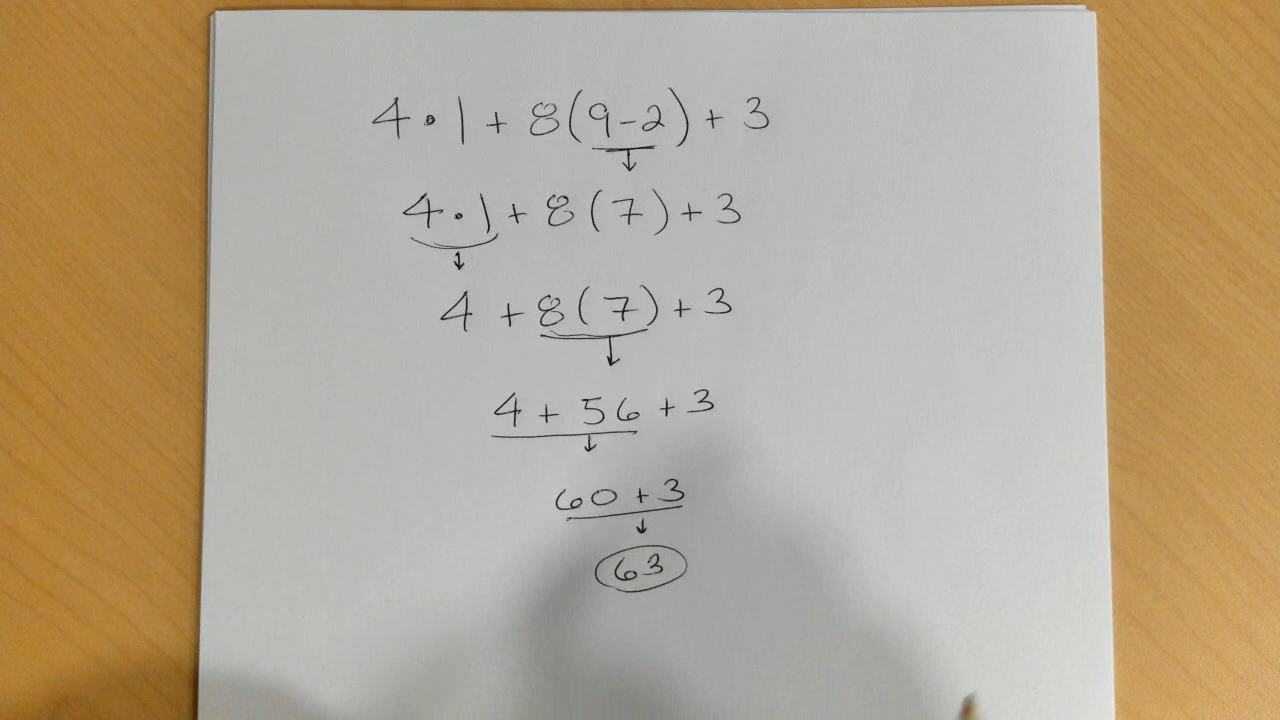 4 · 1 + 8(9-2) + 3
4 · 1 + 8(7) + 3
4 + 8(7) + 3
4 + 56 + 3
60 + 3
63